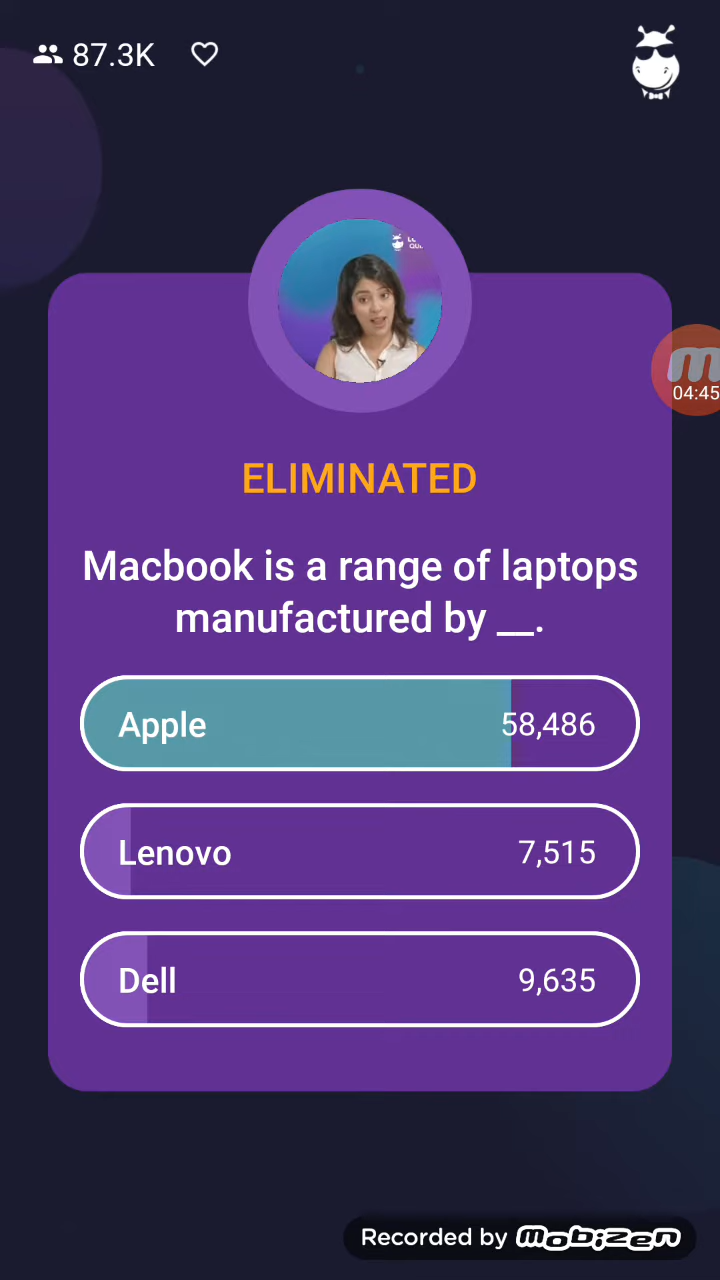 87.3K
04:45
ELIMINATED
Macbook is a range of laptops
manufactured by __.
Apple 58,486
Lenovo 7,515
Dell 9,635
Recorded by mobizen